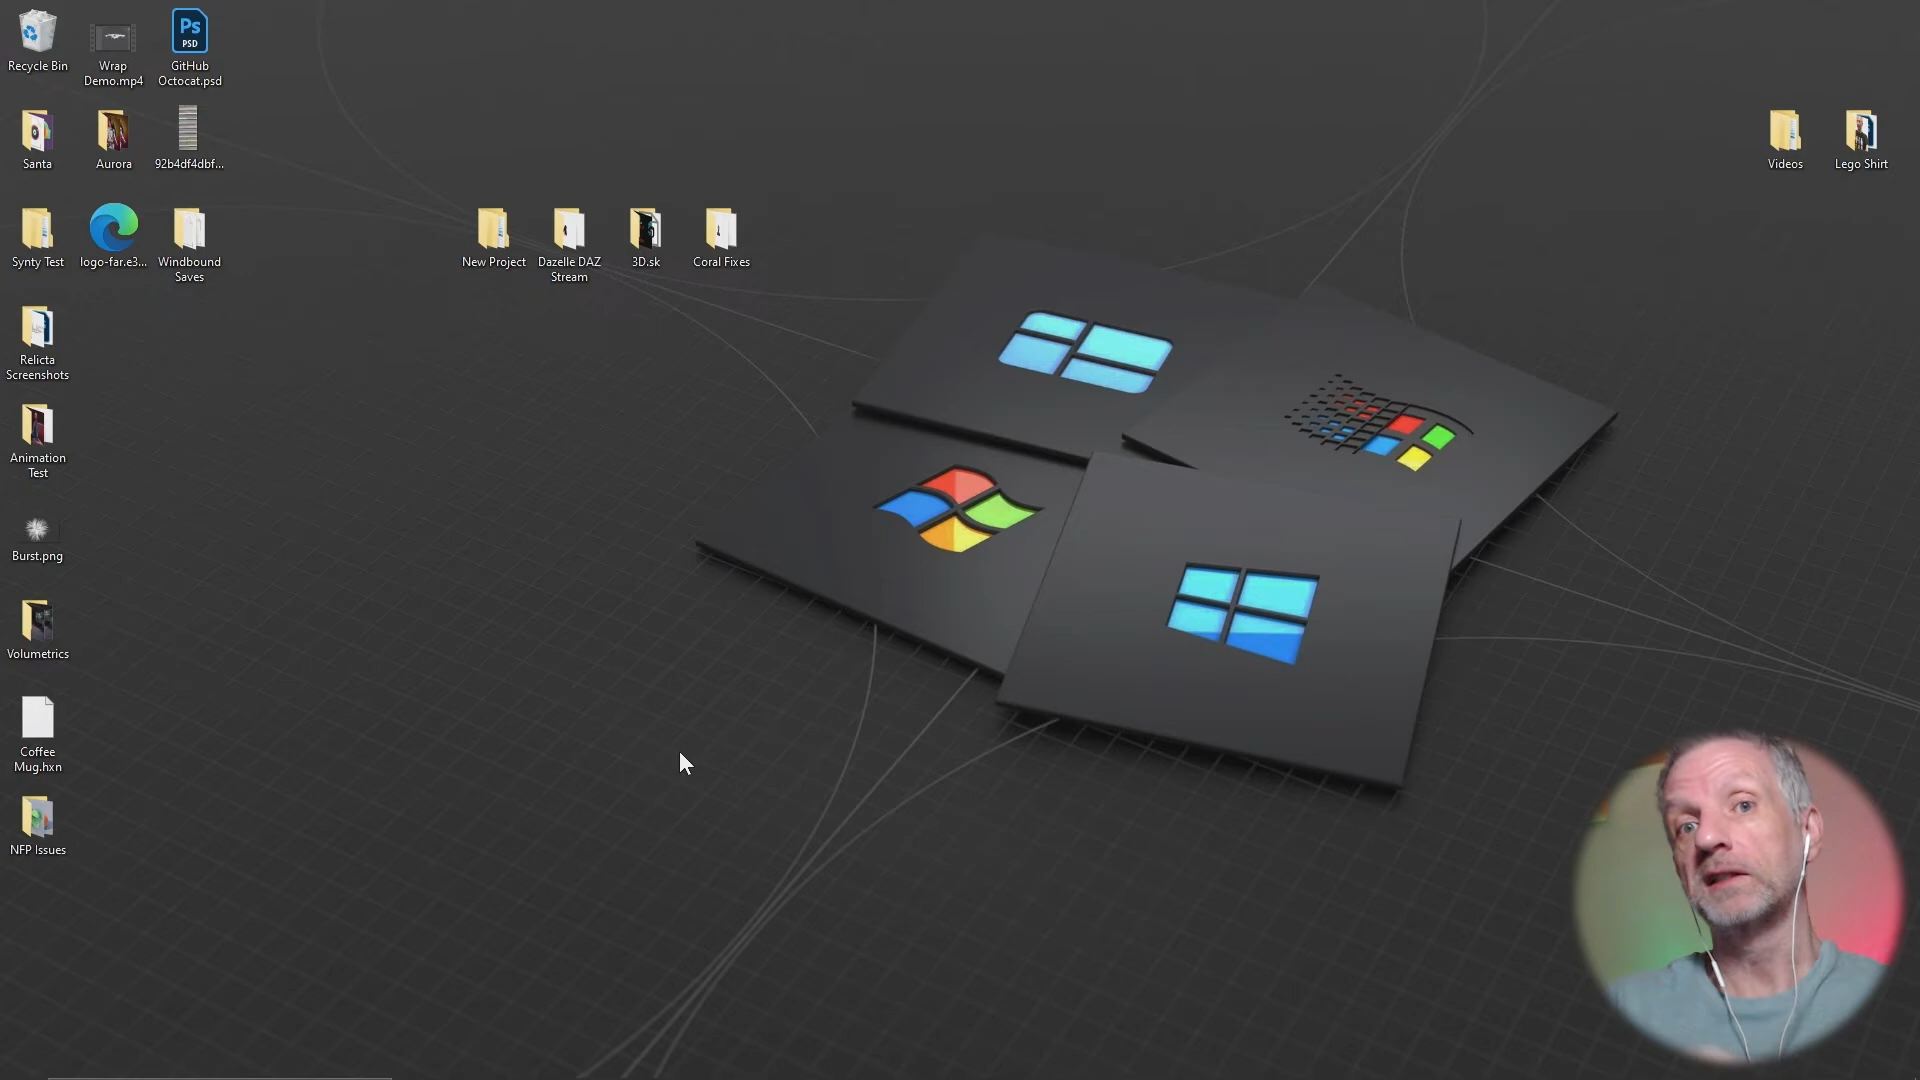 Recycle Bin
Wrap
Demo.mp4
GitHub
Octocat.psd
Ps
PSD
Santa
Aurora
92b4df4dbf...
Videos
Lego Shirt
Synty Test
logo-far.e3...
Windbound
Saves
New Project
Dazelle DAZ
Stream
3D.sk
Coral Fixes
Relicta
Screenshots
Animation
Test
Burst.png
Volumetrics
Coffee
Mug.hxn
NFP Issues